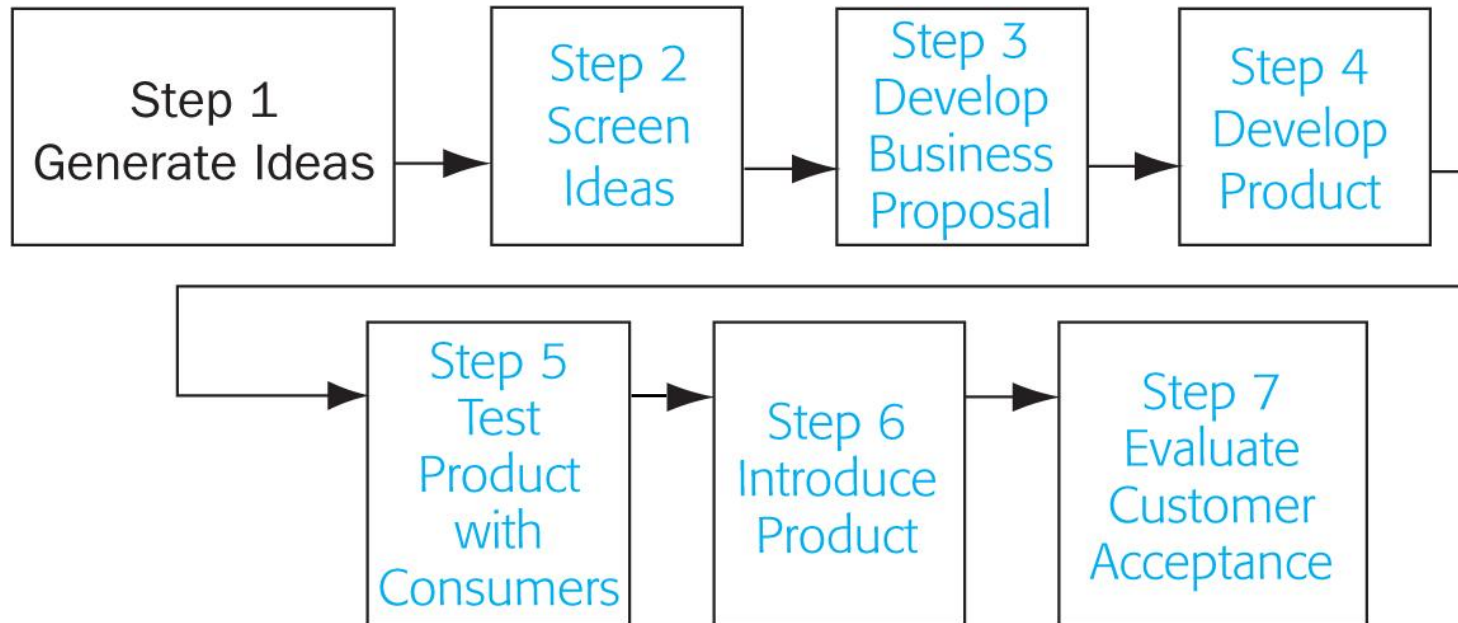 Step 1
Generate Ideas
Step 2
Screen
Ideas
Step 3
Develop
Business
Proposal
Step 4
Develop
Product
Step 5
Test
Product
with
Consumers
Step 6
Introduce
Product
Step 7
Evaluate
Customer
Acceptance